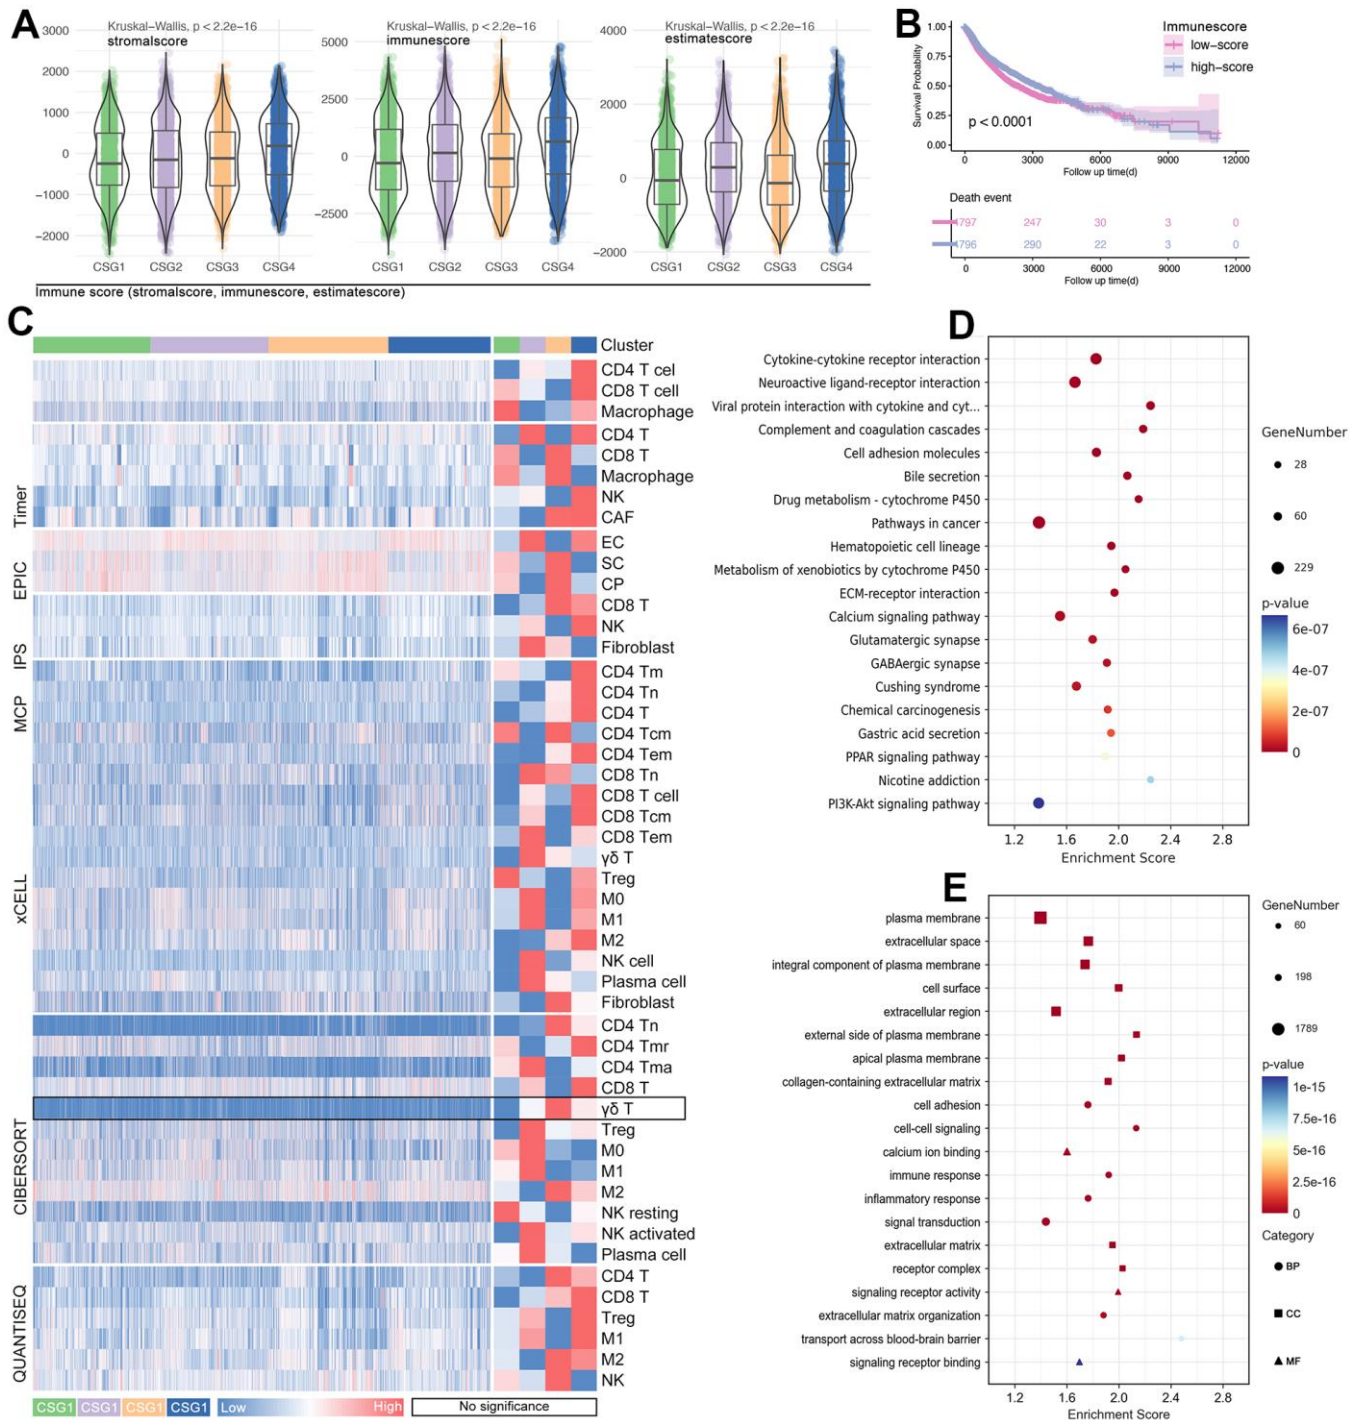 A
Kruskal-Wallis, p < 2.2e-16
stromalscore
3000
2000
1000
0
-1000
-2000
CSG1 CSG2 CSG3 CSG4
Kruskal-Wallis, p < 2.2e-16
immunescore
5000
2500
0
-2500
CSG1 CSG2 CSG3 CSG4
Kruskal-Wallis, p < 2.2e-16
estimatescore
4000
2000
0
-2000
CSG1 CSG2 CSG3 CSG4
Immune score (stromalscore, immunescore, estimatescore)
B
Immunescore
low-score
high-score
Survival Probability
1.00
0.75
0.50
0.25
0.00
p < 0.0001
0 3000 6000 9000 12000
Follow up time(d)
Death event
797 247 30 3 0
796 290 22 3 0
0 3000 6000 9000 12000
Follow up time(d)
C
Cluster
CD4 T cel
CD8 T cell
Macrophage
Timer
CD4 T
CD8 T
Macrophage
NK
CAF
EPIC
EC
SC
CP
IPS
CD8 T
NK
Fibroblast
MCP
CD4 Tm
CD4 Tn
CD4 T
CD4 Tcm
CD4 Tem
CD8 Tn
CD8 T cell
CD8 Tcm
CD8 Tem
γδ T
Treg
xCELL
M0
M1
M2
NK cell
Plasma cell
Fibroblast
CD4 Tn
CD4 Tmr
CD4 Tma
CD8 T
γδ T
CIBERSORT
Treg
M0
M1
M2
NK resting
NK activated
Plasma cell
QUANTISEQ
CD4 T
CD8 T
Treg
M1
M2
NK
CSG1 CSG1 CSG1 CSG1 Low High No significance
D
Cytokine-cytokine receptor interaction
Neuroactive ligand-receptor interaction
Viral protein interaction with cytokine and cyt...
Complement and coagulation cascades
Cell adhesion molecules
Bile secretion
Drug metabolism - cytochrome P450
Pathways in cancer
Hematopoietic cell lineage
Metabolism of xenobiotics by cytochrome P450
ECM-receptor interaction
Calcium signaling pathway
Glutamatergic synapse
GABAergic synapse
Cushing syndrome
Chemical carcinogenesis
Gastric acid secretion
PPAR signaling pathway
Nicotine addiction
PI3K-Akt signaling pathway
1.2 1.6 2.0 2.4 2.8
Enrichment Score
GeneNumber
28
60
229
p-value
6e-07
4e-07
2e-07
0
E
plasma membrane
extracellular space
integral component of plasma membrane
cell surface
extracellular region
external side of plasma membrane
apical plasma membrane
collagen-containing extracellular matrix
cell adhesion
cell-cell signaling
calcium ion binding
immune response
inflammatory response
signal transduction
extracellular matrix
receptor complex
signaling receptor activity
extracellular matrix organization
transport across blood-brain barrier
signaling receptor binding
1.2 1.6 2.0 2.4 2.8
Enrichment Score
GeneNumber
60
198
1789
p-value
1e-15
7.5e-16
5e-16
2.5e-16
0
Category
BP
CC
MF